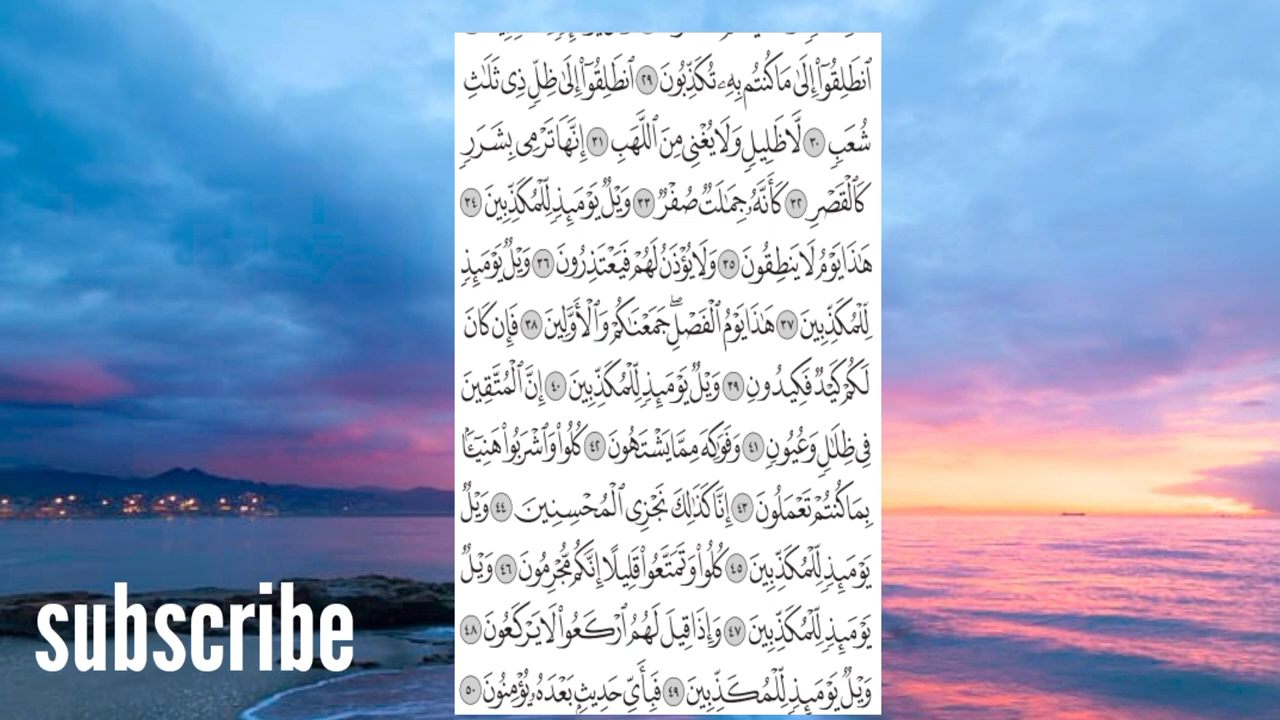 ٱنطَلِقُوٓا۟ إِلَىٰ مَا كُنتُم بِهِۦ تُكَذِّبُونَ ٢٩ ٱنطَلِقُوٓا۟ إِلَىٰ ظِلٍّ ذِى ثَلَٰثِ
شُعَبٍ ٣٠ لَّا ظَلِيلٍ وَلَا يُغْنِى مِنَ ٱللَّهَبِ ٣١ إِنَّهَا تَرْمِى بِشَرَرٍ
كَٱلْقَصْرِ ٣٢ كَأَنَّهُۥ جِمَٰلَتٌ صُفْرٌ ٣٣ وَيْلٌ يَوْمَئِذٍ لِّلْمُكَذِّبِينَ ٣٤
هَٰذَا يَوْمُ لَا يَنطِقُونَ ٣٥ وَلَا يُؤْذَنُ لَهُمْ فَيَعْتَذِرُونَ ٣٦ وَيْلٌ يَوْمَئِذٍ
لِّلْمُكَذِّبِينَ ٣٧ هَٰذَا يَوْمُ ٱلْفَصْلِ ۖ جَمَعْنَٰكُمْ وَٱلْأَوَّلِينَ ٣٨ فَإِن كَانَ
لَكُمْ كَيْدٌ فَكِيدُونِ ٣٩ وَيْلٌ يَوْمَئِذٍ لِّلْمُكَذِّبِينَ ٤٠ إِنَّ ٱلْمُتَّقِينَ
فِى ظِلَٰلٍ وَعُيُونٍ ٤١ وَفَوَٰكِهَ مِمَّا يَشْتَهُونَ ٤٢ كُلُوا۟ وَٱشْرَبُوا۟ هَنِيٓـًٔۢا
بِمَا كُنتُمْ تَعْمَلُونَ ٤٣ إِنَّا كَذَٰلِكَ نَجْزِى ٱلْمُحْسِنِينَ ٤٤ وَيْلٌ
يَوْمَئِذٍ لِّلْمُكَذِّبِينَ ٤٥ كُلُوا۟ وَتَمَتَّعُوا۟ قَلِيلًا إِنَّكُم مُّجْرِمُونَ ٤٦ وَيْلٌ
يَوْمَئِذٍ لِّلْمُكَذِّبِينَ ٤٧ وَإِذَا قِيلَ لَهُمُ ٱرْكَعُوا۟ لَا يَرْكَعُونَ ٤٨
وَيْلٌ يَوْمَئِذٍ لِّلْمُكَذِّبِينَ ٤٩ فَبِأَىِّ حَدِيثٍۭ بَعْدَهُۥ يُؤْمِنُونَ ٥٠
subscribe